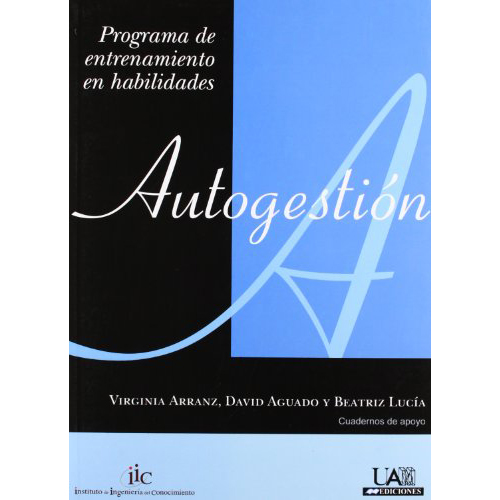 Programa de
entrenamiento
en habilidades
Autogestión
VIRGINIA ARRANZ, DAVID AGUADO Y BEATRIZ LUCÍA
Cuadernos de apoyo
iic
Instituto de Ingeniería del Conocimiento
UA
EDICIONES